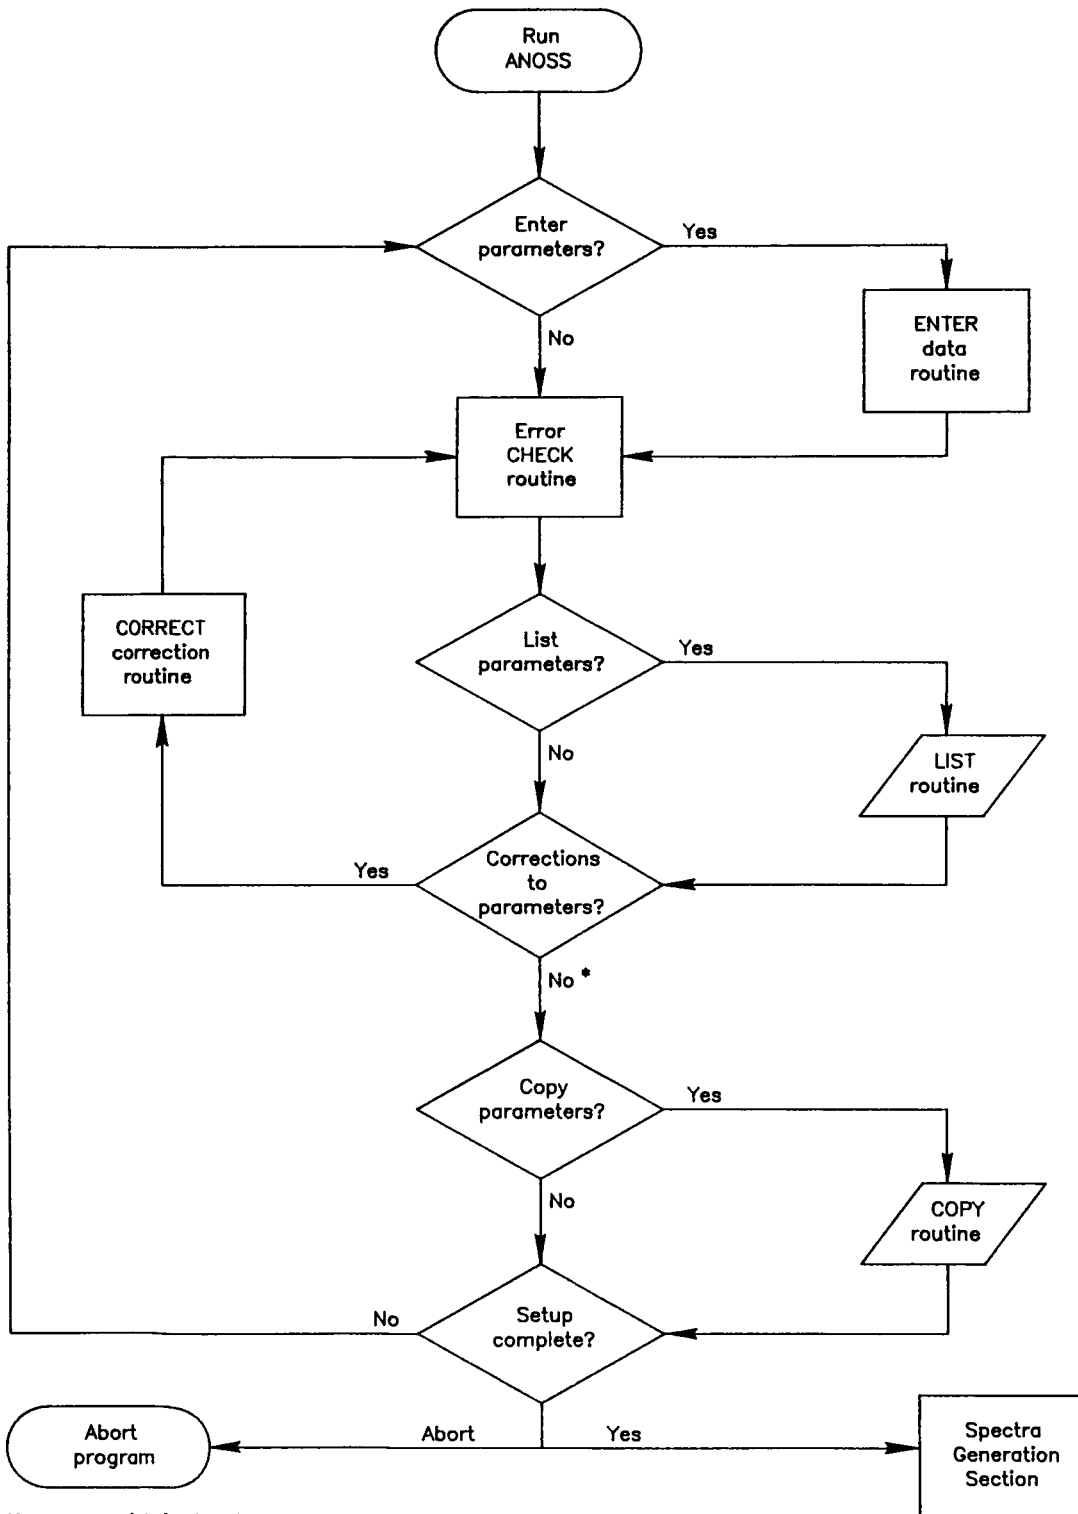 Run
ANOSS
Enter
parameters?
Yes
ENTER
data
routine
No
Error
CHECK
routine
CORRECT
correction
routine
List
parameters?
Yes
LIST
routine
No
Corrections
to
parameters?
Yes
No *
Copy
parameters?
Yes
COPY
routine
No
Setup
complete?
No
Abort
program
Abort
Yes
Spectra
Generation
Section